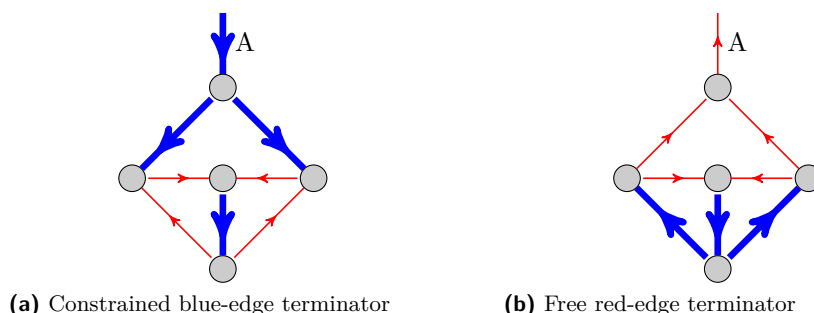 A
A
(a) Constrained blue-edge terminator
(b) Free red-edge terminator